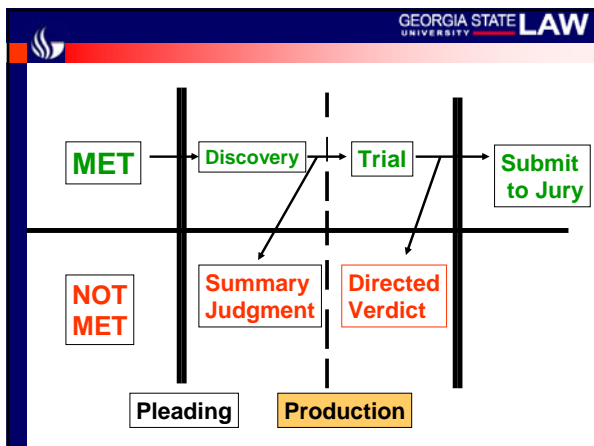 GEORGIA STATE LAW
UNIVERSITY
MET
Discovery
Trial
Submit
to Jury
NOT
MET
Summary
Judgment
Directed
Verdict
Pleading
Production